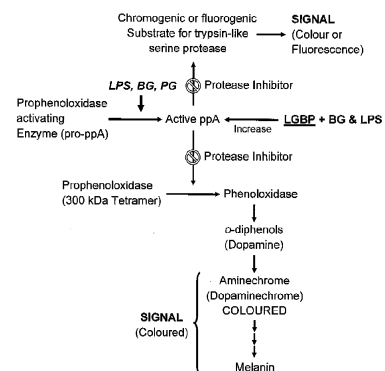 Chromogenic or fluorogenic
Substrate for trypsin-like
serine protease
SIGNAL
(Colour or
Fluorescence)
LPS, BG, PG
Protease Inhibitor
Prophenoloxidase
activating
Enzyme (pro-ppA)
Active ppA
Increase
LGBP + BG & LPS
Protease Inhibitor
Prophenoloxidase
(300 kDa Tetramer)
Phenoloxidase
o-diphenols
(Dopamine)
SIGNAL
(Coloured)
Aminechrome
(Dopaminechrome)
COLOURED
Melanin